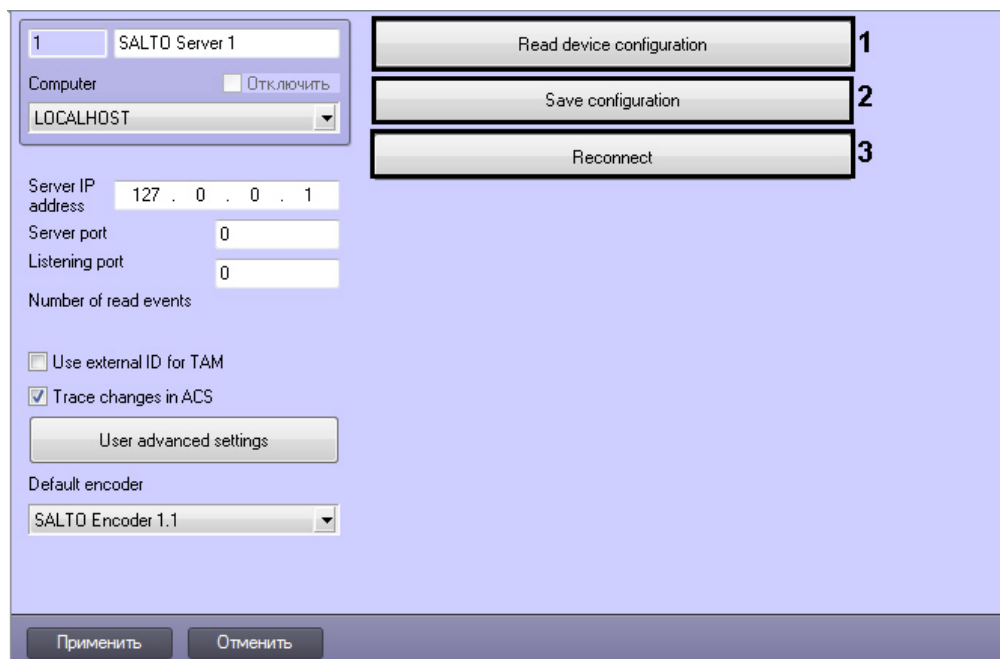 1 SALTO Server 1
Computer Отключить
LOCALHOST
Server IP
address
127 . 0 . 0 . 1
Server port 0
Listening port 0
Number of read events
Use external ID for TAM
Trace changes in ACS
User advanced settings
Default encoder
SALTO Encoder 1.1
Read device configuration 1
Save configuration 2
Reconnect 3
Применить Отменить